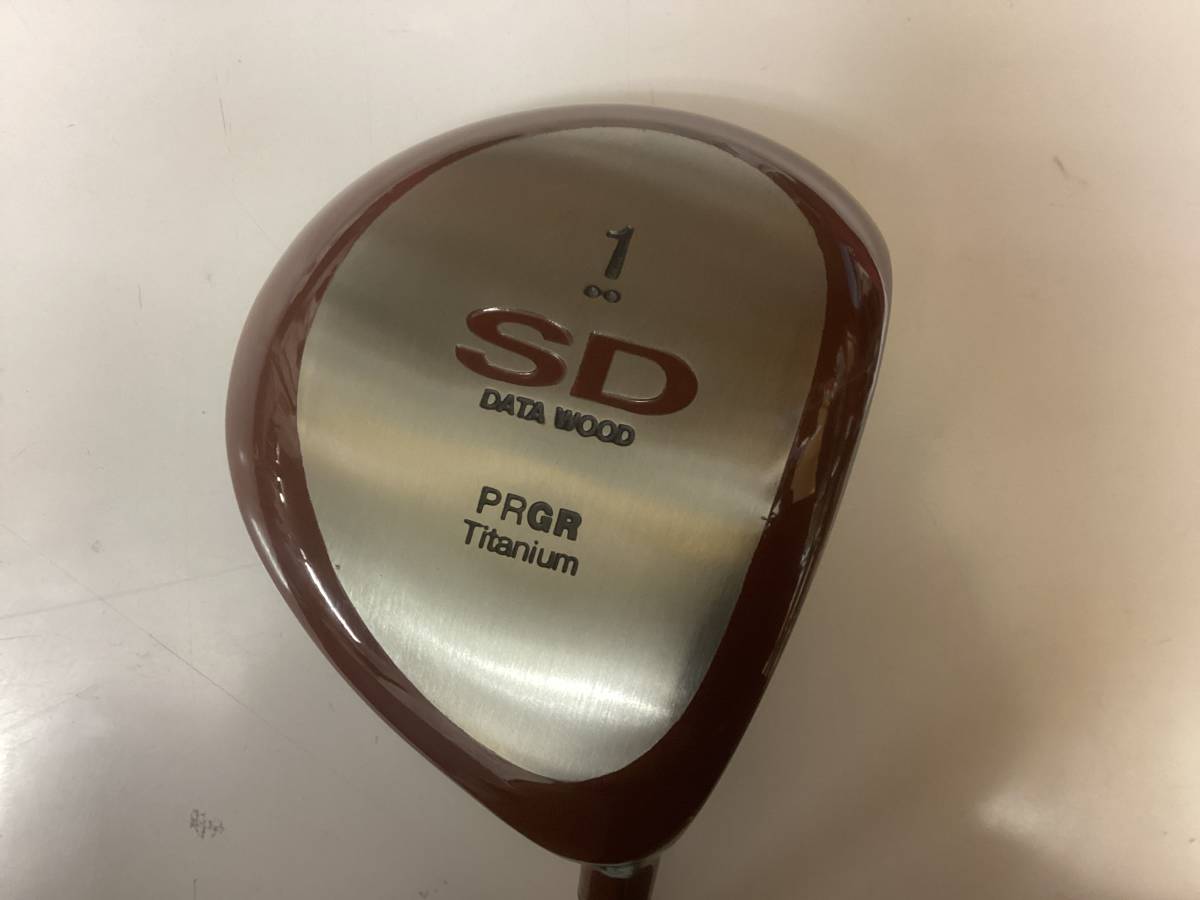 1
SD
DATA WOOD
PRGR
Titanium